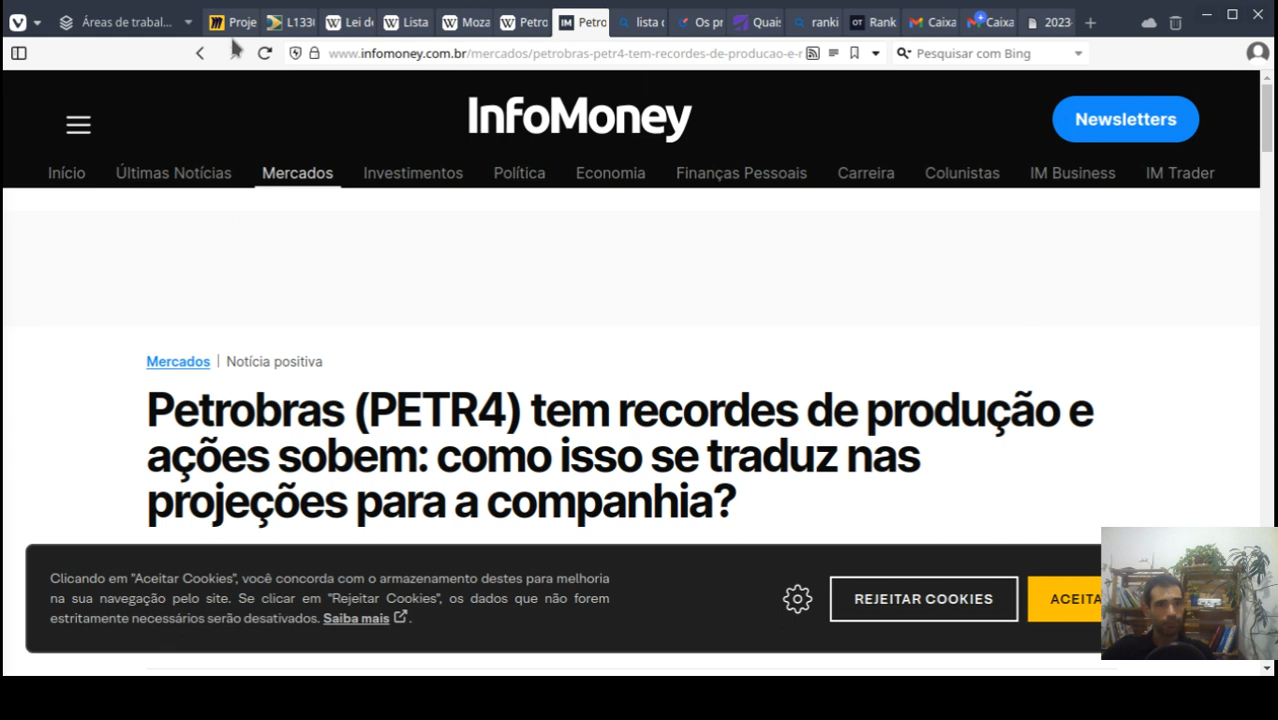 Áreas de trabal...
Proje
L133
Lei d
Lista
Moza
Petro
Petro
lista d
Os pr
Quais
ranki
Rank
Caixa
Caixa
2023-
www.infomoney.com.br/mercados/petrobras-petr4-tem-recordes-de-producao-e-r
Pesquisar com Bing
InfoMoney
Newsletters
Início Últimas Notícias Mercados Investimentos Política Economia Finanças Pessoais Carreira Colunistas IM Business IM Trader
Mercados | Notícia positiva
Petrobras (PETR4) tem recordes de produção e
ações sobem: como isso se traduz nas
projeções para a companhia?
Clicando em "Aceitar Cookies", você concorda com o armazenamento destes para melhoria
na sua navegação pelo site. Se clicar em "Rejeitar Cookies", os dados que não forem
estritamente necessários serão desativados. Saiba mais.
REJEITAR COOKIES
ACEITA